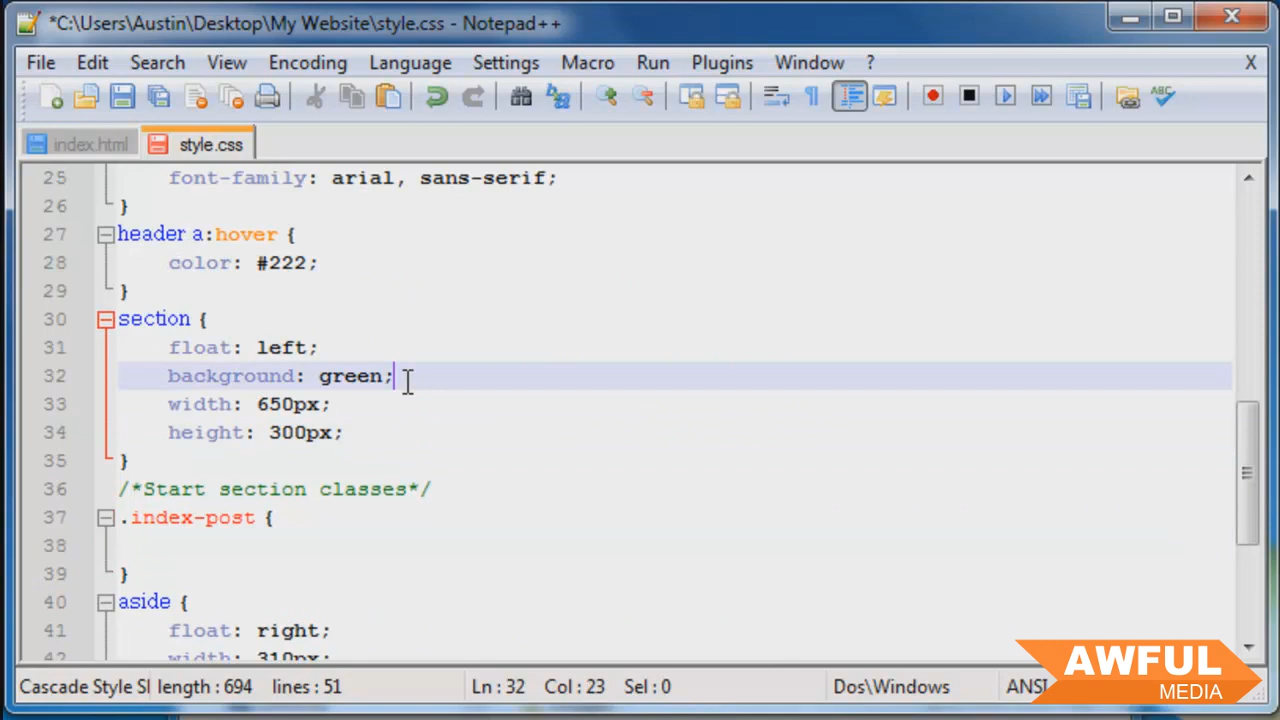 *C:\Users\Austin\Desktop\My Website\style.css - Notepad++
File Edit Search View Encoding Language Settings Macro Run Plugins Window ? X
ABC
index.html style.css
25 font-family: arial, sans-serif;
26 }
27 header a:hover {
28 color: #222;
29 }
30 section {
31 float: left;
32 background: green;
33 width: 650px;
34 height: 300px;
35 }
36 /*Start section classes*/
37 .index-post {
38
39 }
40 aside {
41 float: right;
42 width: 310px;
Cascade Style Sl length : 694 lines : 51 Ln : 32 Col : 23 Sel : 0 Dos\Windows ANSI
AWFUL
MEDIA